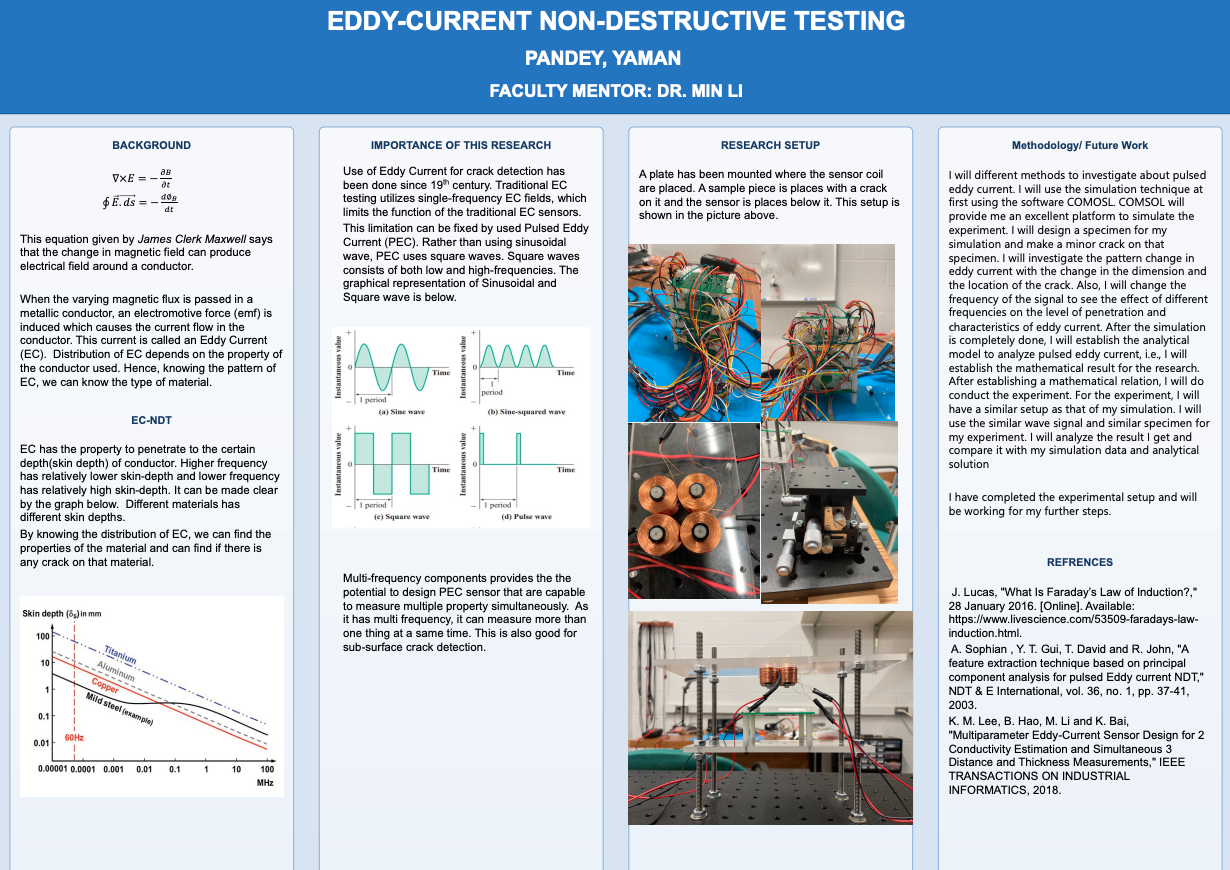 EDDY-CURRENT NON-DESTRUCTIVE TESTING
PANDEY, YAMAN
FACULTY MENTOR: DR. MIN LI
BACKGROUND
∇×E = −∂B/∂t
∮E⃗.ds⃗ = −dØ_B/dt
This equation given by James Clerk Maxwell says
that the change in magnetic field can produce
electrical field around a conductor.
When the varying magnetic flux is passed in a
metallic conductor, an electromotive force (emf) is
induced which causes the current flow in the
conductor. This current is called an Eddy Current
(EC). Distribution of EC depends on the property of
the conductor used. Hence, knowing the pattern of
EC, we can know the type of material.
EC-NDT
EC has the property to penetrate to the certain
depth(skin depth) of conductor. Higher frequency
has relatively lower skin-depth and lower frequency
has relatively high skin-depth. It can be made clear
by the graph below. Different materials has
different skin depths.
By knowing the distribution of EC, we can find the
properties of the material and can find if there is
any crack on that material.
Skin depth (δs) in mm
100
10
1
0.1
0.01
Titanium
Aluminum
Copper
Mild steel (example)
60Hz
0.00001 0.0001 0.001 0.01 0.1 1 10 100
MHz
IMPORTANCE OF THIS RESEARCH
Use of Eddy Current for crack detection has
been done since 19th century. Traditional EC
testing utilizes single-frequency EC fields, which
limits the function of the traditional EC sensors.
This limitation can be fixed by used Pulsed Eddy
Current (PEC). Rather than using sinusoidal
wave, PEC uses square waves. Square waves
consists of both low and high-frequencies. The
graphical representation of Sinusoidal and
Square wave is below.
+
Instantaneous value
0
−
Time
1 period
(a) Sine wave
+
Instantaneous value
0
−
Time
1
period
(b) Sine-squared wave
+
Instantaneous value
0
−
Time
1 period
(c) Square wave
+
Instantaneous value
0
−
Time
1 period
(d) Pulse wave
Multi-frequency components provides the the
potential to design PEC sensor that are capable
to measure multiple property simultaneously. As
it has multi frequency, it can measure more than
one thing at a same time. This is also good for
sub-surface crack detection.
RESEARCH SETUP
A plate has been mounted where the sensor coil
are placed. A sample piece is places with a crack
on it and the sensor is places below it. This setup is
shown in the picture above.
Methodology/ Future Work
I will different methods to investigate about pulsed
eddy current. I will use the simulation technique at
first using the software COMOSL. COMSOL will
provide me an excellent platform to simulate the
experiment. I will design a specimen for my
simulation and make a minor crack on that
specimen. I will investigate the pattern change in
eddy current with the change in the dimension and
the location of the crack. Also, I will change the
frequency of the signal to see the effect of different
frequencies on the level of penetration and
characteristics of eddy current. After the simulation
is completely done, I will establish the analytical
model to analyze pulsed eddy current, i.e., I will
establish the mathematical result for the research.
After establishing a mathematical relation, I will do
conduct the experiment. For the experiment, I will
have a similar setup as that of my simulation. I will
use the similar wave signal and similar specimen for
my experiment. I will analyze the result I get and
compare it with my simulation data and analytical
solution
I have completed the experimental setup and will
be working for my further steps.
REFRENCES
J. Lucas, "What Is Faraday's Law of Induction?,"
28 January 2016. [Online]. Available:
https://www.livescience.com/53509-faradays-law-
induction.html.
A. Sophian , Y. T. Gui, T. David and R. John, "A
feature extraction technique based on principal
component analysis for pulsed Eddy current NDT,"
NDT & E International, vol. 36, no. 1, pp. 37-41,
2003.
K. M. Lee, B. Hao, M. Li and K. Bai,
"Multiparameter Eddy-Current Sensor Design for 2
Conductivity Estimation and Simultaneous 3
Distance and Thickness Measurements," IEEE
TRANSACTIONS ON INDUSTRIAL
INFORMATICS, 2018.